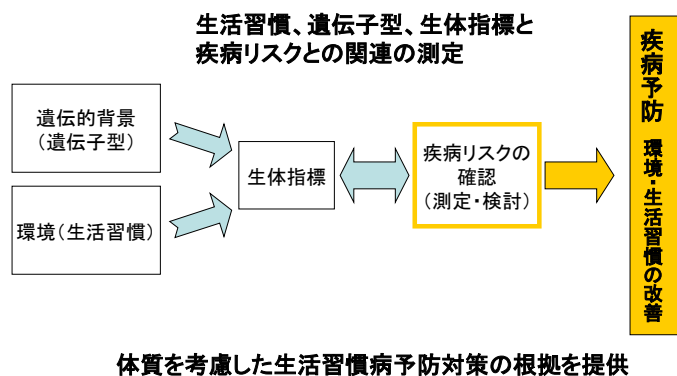 生活習慣、遺伝子型、生体指標と
疾病リスクとの関連の測定
遺伝的背景
（遺伝子型）
環境（生活習慣）
生体指標
疾病リスクの
確認
（測定・検討）
疾病予防 環境・生活習慣の改善
体質を考慮した生活習慣病予防対策の根拠を提供